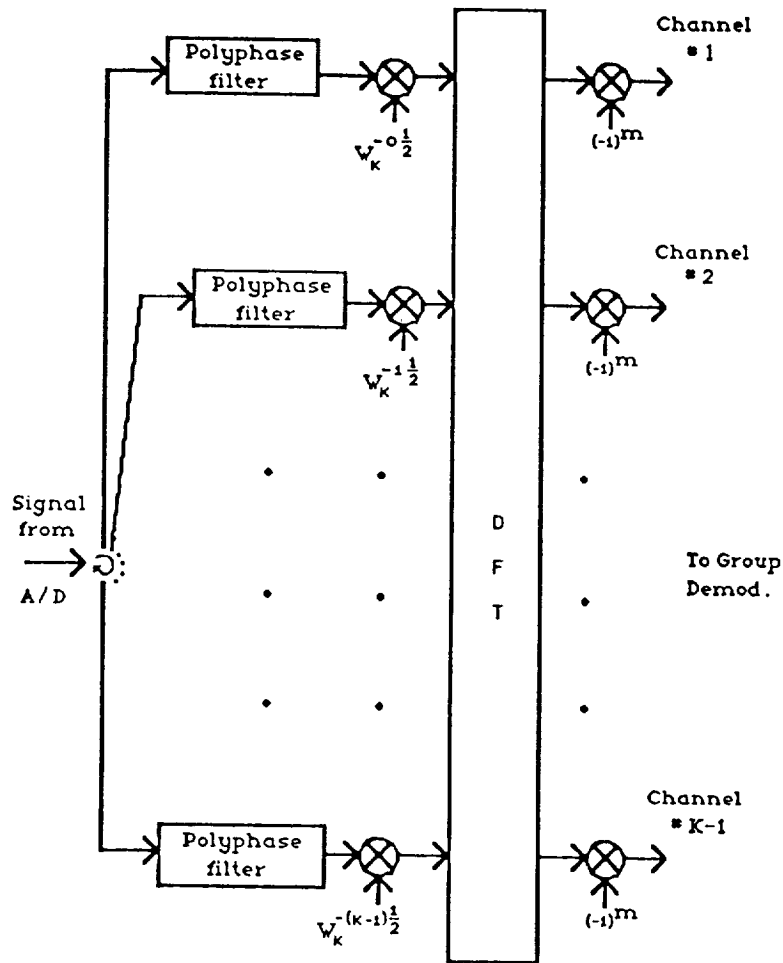 Channel
# 1
Polyphase
filter
W_K^{-0 1/2}
(-1)^m
Channel
# 2
Polyphase
filter
W_K^{-1 1/2}
(-1)^m
Signal
from
A/D
D
F
T
To Group
Demod.
Channel
# K-1
Polyphase
filter
W_K^{-(K-1) 1/2}
(-1)^m